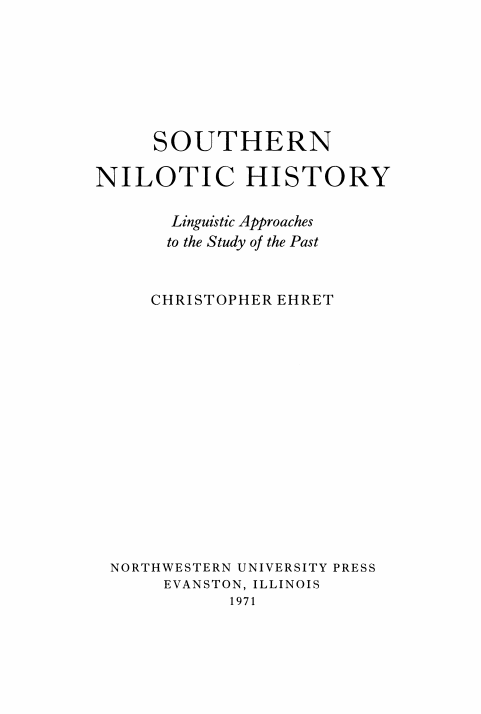 SOUTHERN
NILOTIC HISTORY
Linguistic Approaches
to the Study of the Past
CHRISTOPHER EHRET
NORTHWESTERN UNIVERSITY PRESS
EVANSTON, ILLINOIS
1971